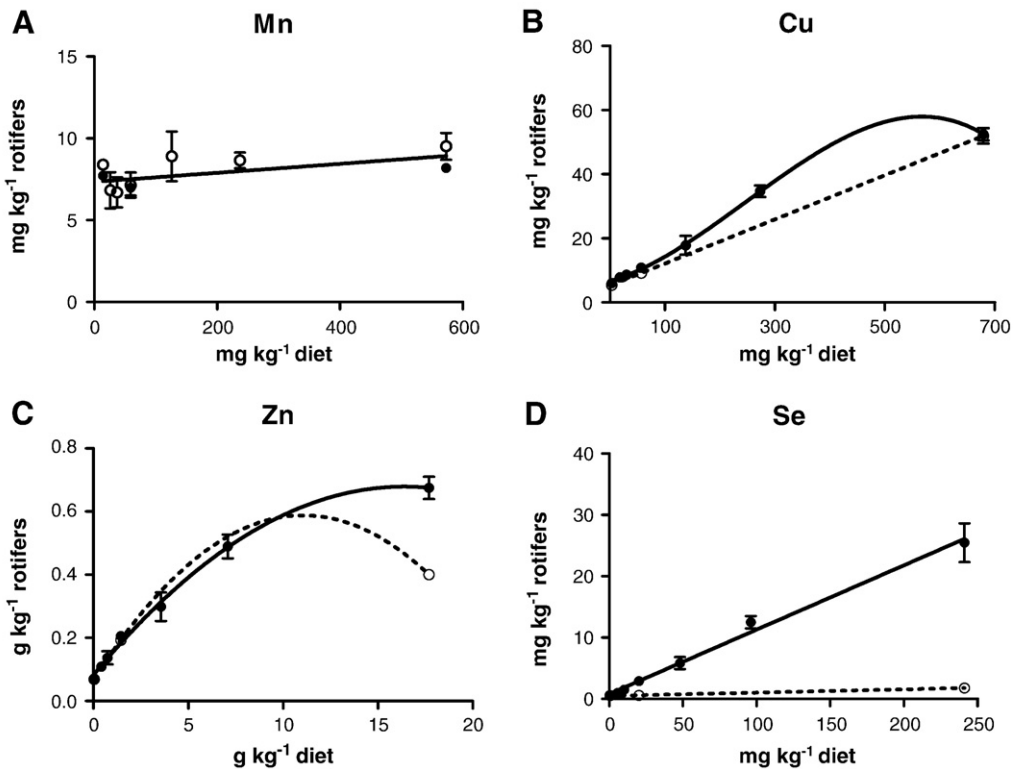 A
Mn
15
10
5
0
mg kg⁻¹ rotifers
0
200
400
600
mg kg⁻¹ diet
B
Cu
80
60
40
20
0
mg kg⁻¹ rotifers
100
300
500
700
mg kg⁻¹ diet
C
Zn
0.8
0.6
0.4
0.2
0.0
g kg⁻¹ rotifers
0
5
10
15
20
g kg⁻¹ diet
D
Se
40
30
20
10
0
mg kg⁻¹ rotifers
0
50
100
150
200
250
mg kg⁻¹ diet